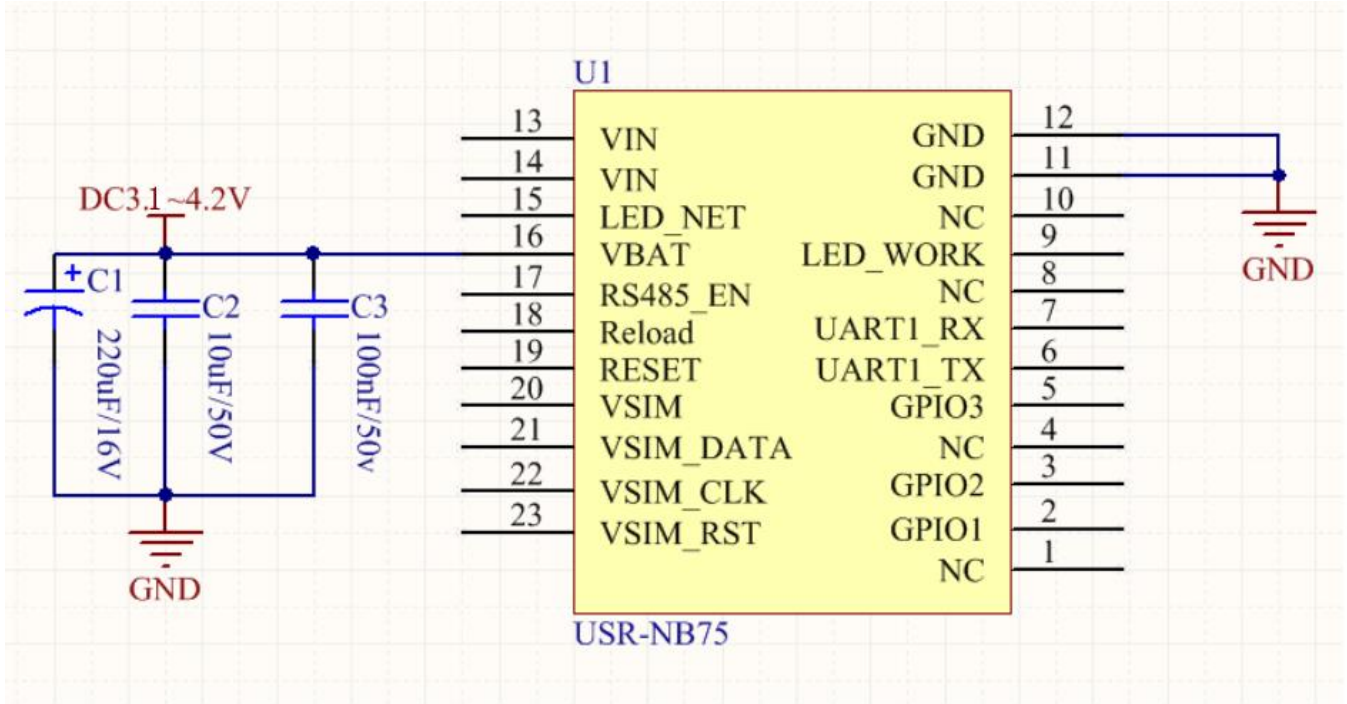 U1
13 VIN GND 12
14 VIN GND 11
15 LED_NET NC 10
16 VBAT LED_WORK 9
17 RS485_EN NC 8
18 Reload UART1_RX 7
19 RESET UART1_TX 6
20 VSIM GPIO3 5
21 VSIM_DATA NC 4
22 VSIM_CLK GPIO2 3
23 VSIM_RST GPIO1 2
NC 1
USR-NB75
DC3.1~4.2V
+ C1
220uF/16V
C2
10uF/50V
C3
100nF/50v
GND
GND